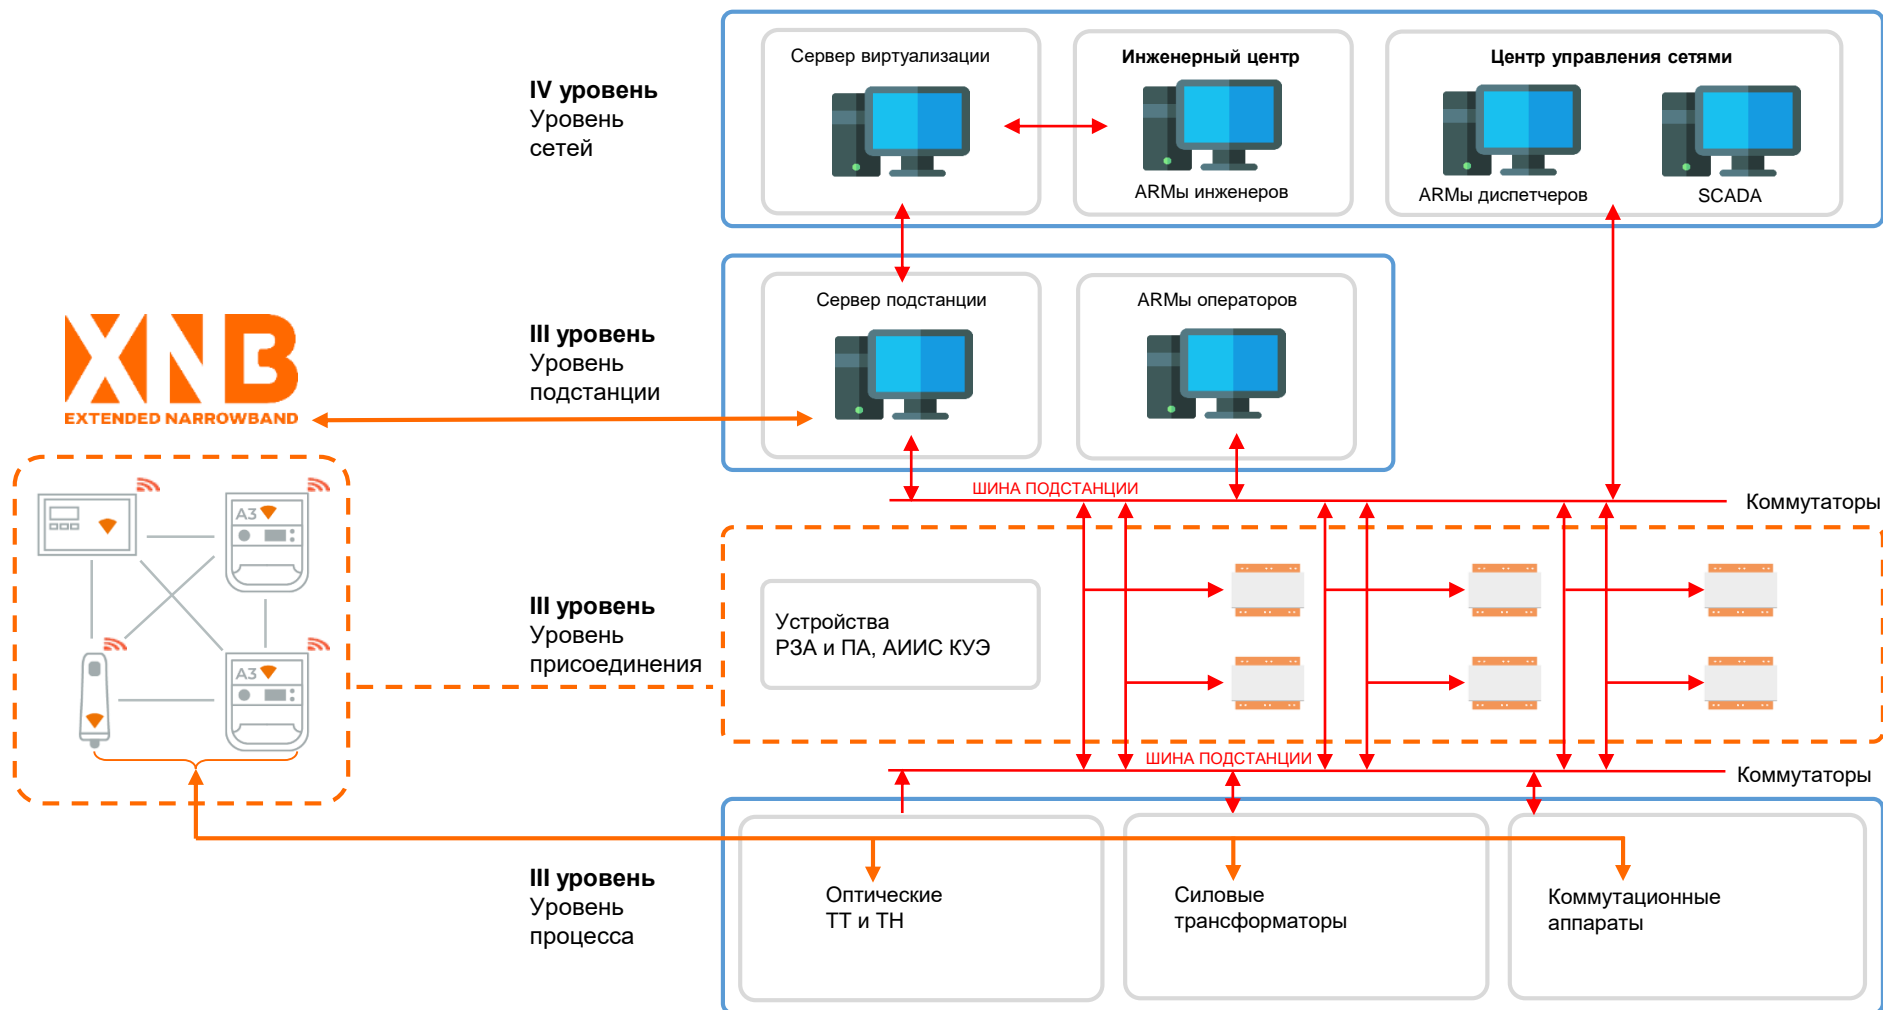 IV уровень
Уровень
сетей
Сервер виртуализации
Инженерный центр
ARMы инженеров
Центр управления сетями
ARMы диспетчеров
SCADA
XNB
EXTENDED NARROWBAND
III уровень
Уровень
подстанции
Сервер подстанции
ARMы операторов
ШИНА ПОДСТАНЦИИ
Коммутаторы
A3
A3
III уровень
Уровень
присоединения
Устройства
РЗА и ПА, АИИС КУЭ
ШИНА ПОДСТАНЦИИ
Коммутаторы
III уровень
Уровень
процесса
Оптические
ТТ и ТН
Силовые
трансформаторы
Коммутационные
аппараты